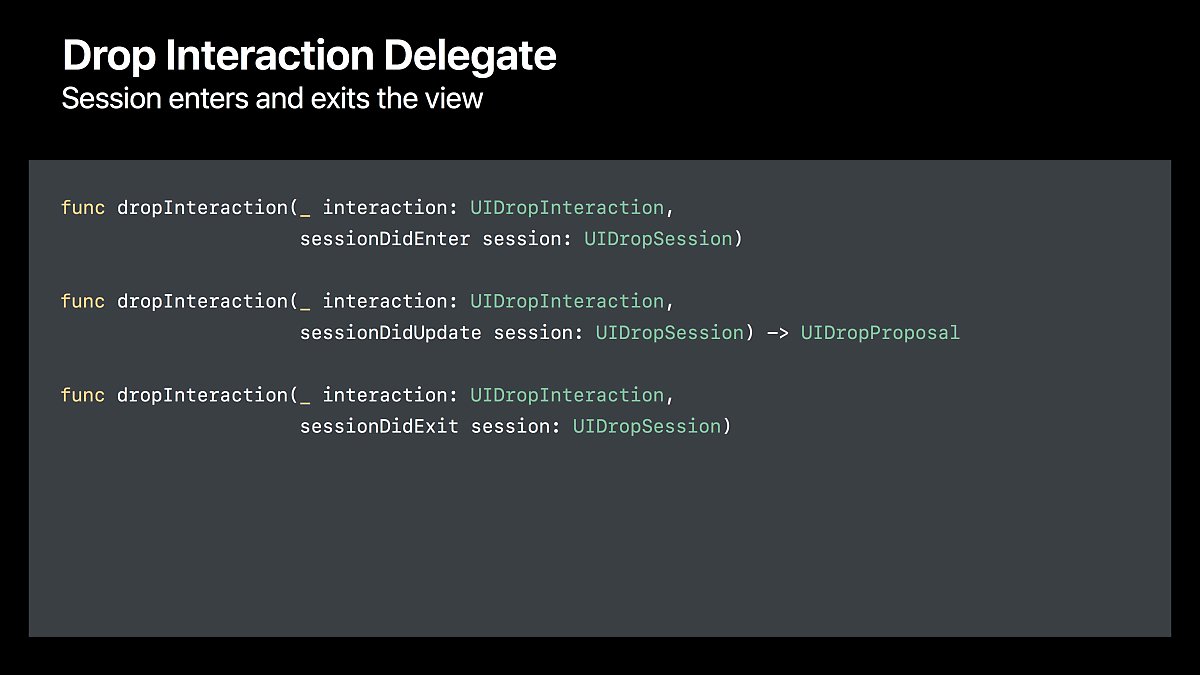 Drop Interaction Delegate
Session enters and exits the view
func dropInteraction(_ interaction: UIDropInteraction,
sessionDidEnter session: UIDropSession)
func dropInteraction(_ interaction: UIDropInteraction,
sessionDidUpdate session: UIDropSession) -> UIDropProposal
func dropInteraction(_ interaction: UIDropInteraction,
sessionDidExit session: UIDropSession)